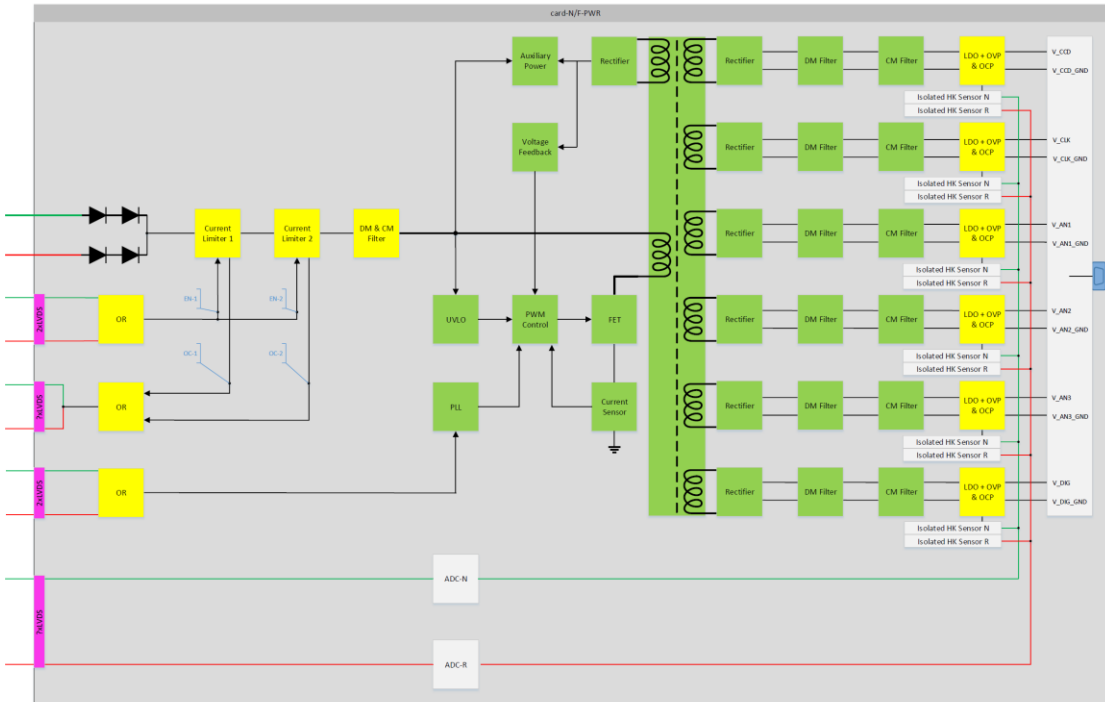 card-N/F-PWR
Auxiliary
Power
Rectifier
Rectifier
DM Filter
CM Filter
LDO + OVP
& OCP
V_CCD
V_CCD_GND
Isolated HK Sensor N
Isolated HK Sensor R
Voltage
Feedback
Rectifier
DM Filter
CM Filter
LDO + OVP
& OCP
V_CLK
V_CLK_GND
Isolated HK Sensor N
Isolated HK Sensor R
Current
Limiter 1
Current
Limiter 2
DM & CM
Filter
Rectifier
DM Filter
CM Filter
LDO + OVP
& OCP
V_AN1
V_AN1_GND
Isolated HK Sensor N
Isolated HK Sensor R
2xLVDS
OR
EN-1
EN-2
UVLO
PWM
Control
FET
Rectifier
DM Filter
CM Filter
LDO + OVP
& OCP
V_AN2
V_AN2_GND
Isolated HK Sensor N
Isolated HK Sensor R
OC-1
OC-2
7xLVDS
OR
PLL
Current
Sensor
Rectifier
DM Filter
CM Filter
LDO + OVP
& OCP
V_AN3
V_AN3_GND
Isolated HK Sensor N
Isolated HK Sensor R
2xLVDS
OR
Rectifier
DM Filter
CM Filter
LDO + OVP
& OCP
V_DIG
V_DIG_GND
Isolated HK Sensor N
Isolated HK Sensor R
7xLVDS
ADC-N
ADC-R